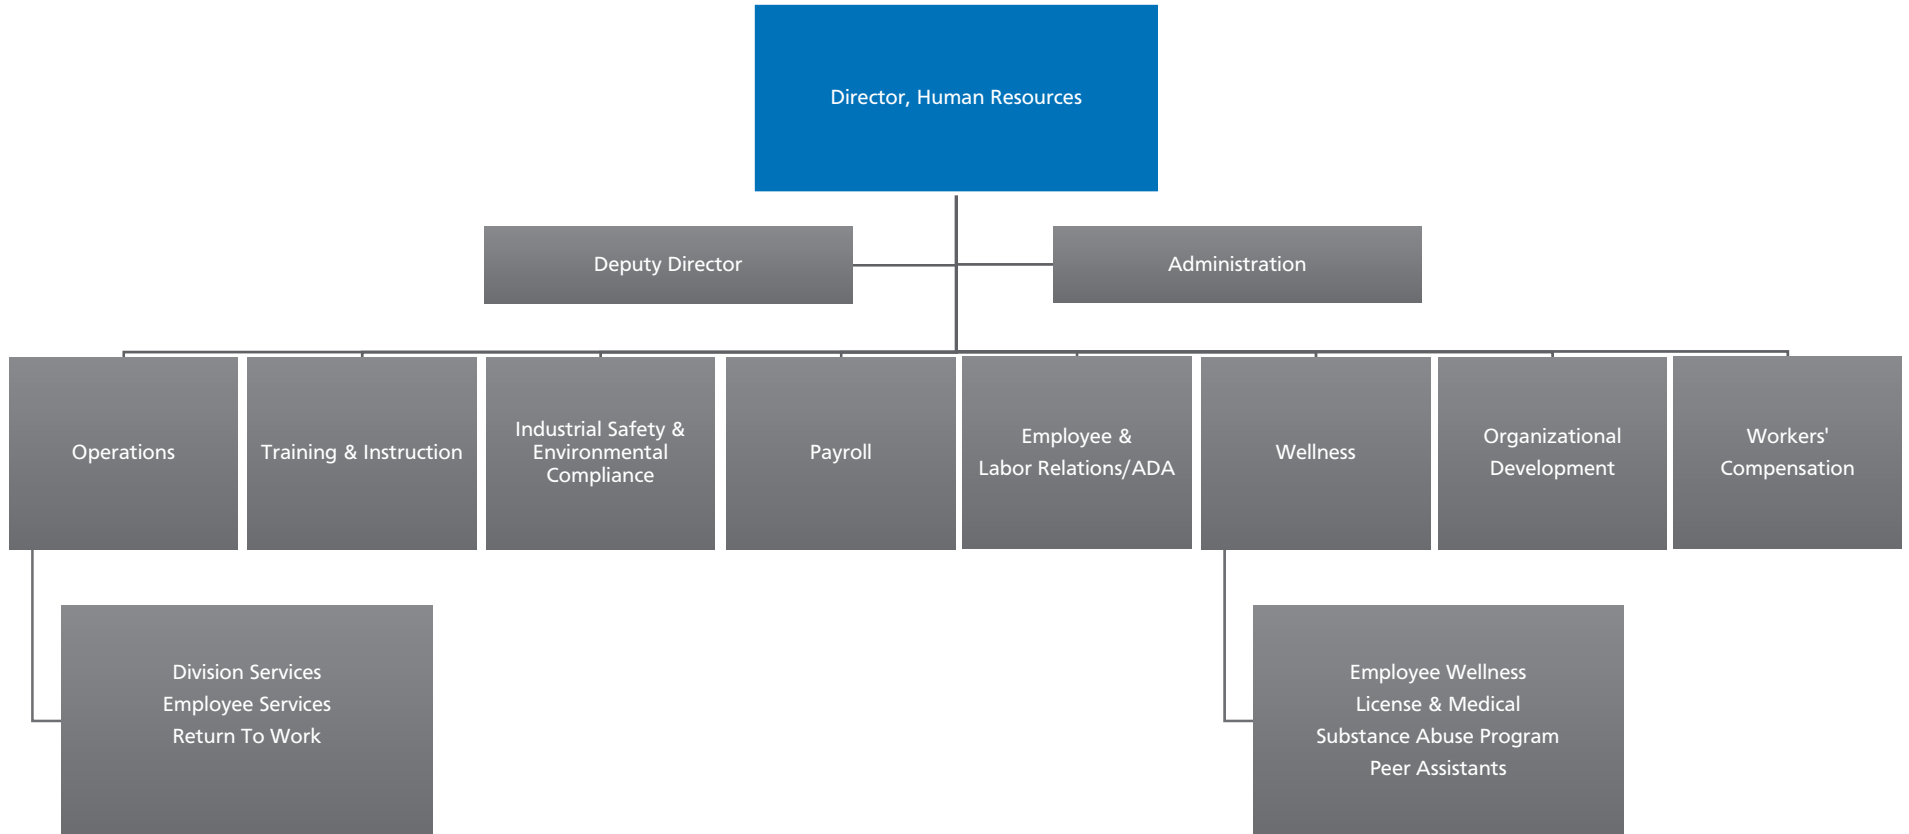 Director, Human Resources
Deputy Director
Administration
Operations
Training & Instruction
Industrial Safety &
Environmental
Compliance
Payroll
Employee &
Labor Relations/ADA
Wellness
Organizational
Development
Workers'
Compensation
Division Services
Employee Services
Return To Work
Employee Wellness
License & Medical
Substance Abuse Program
Peer Assistants